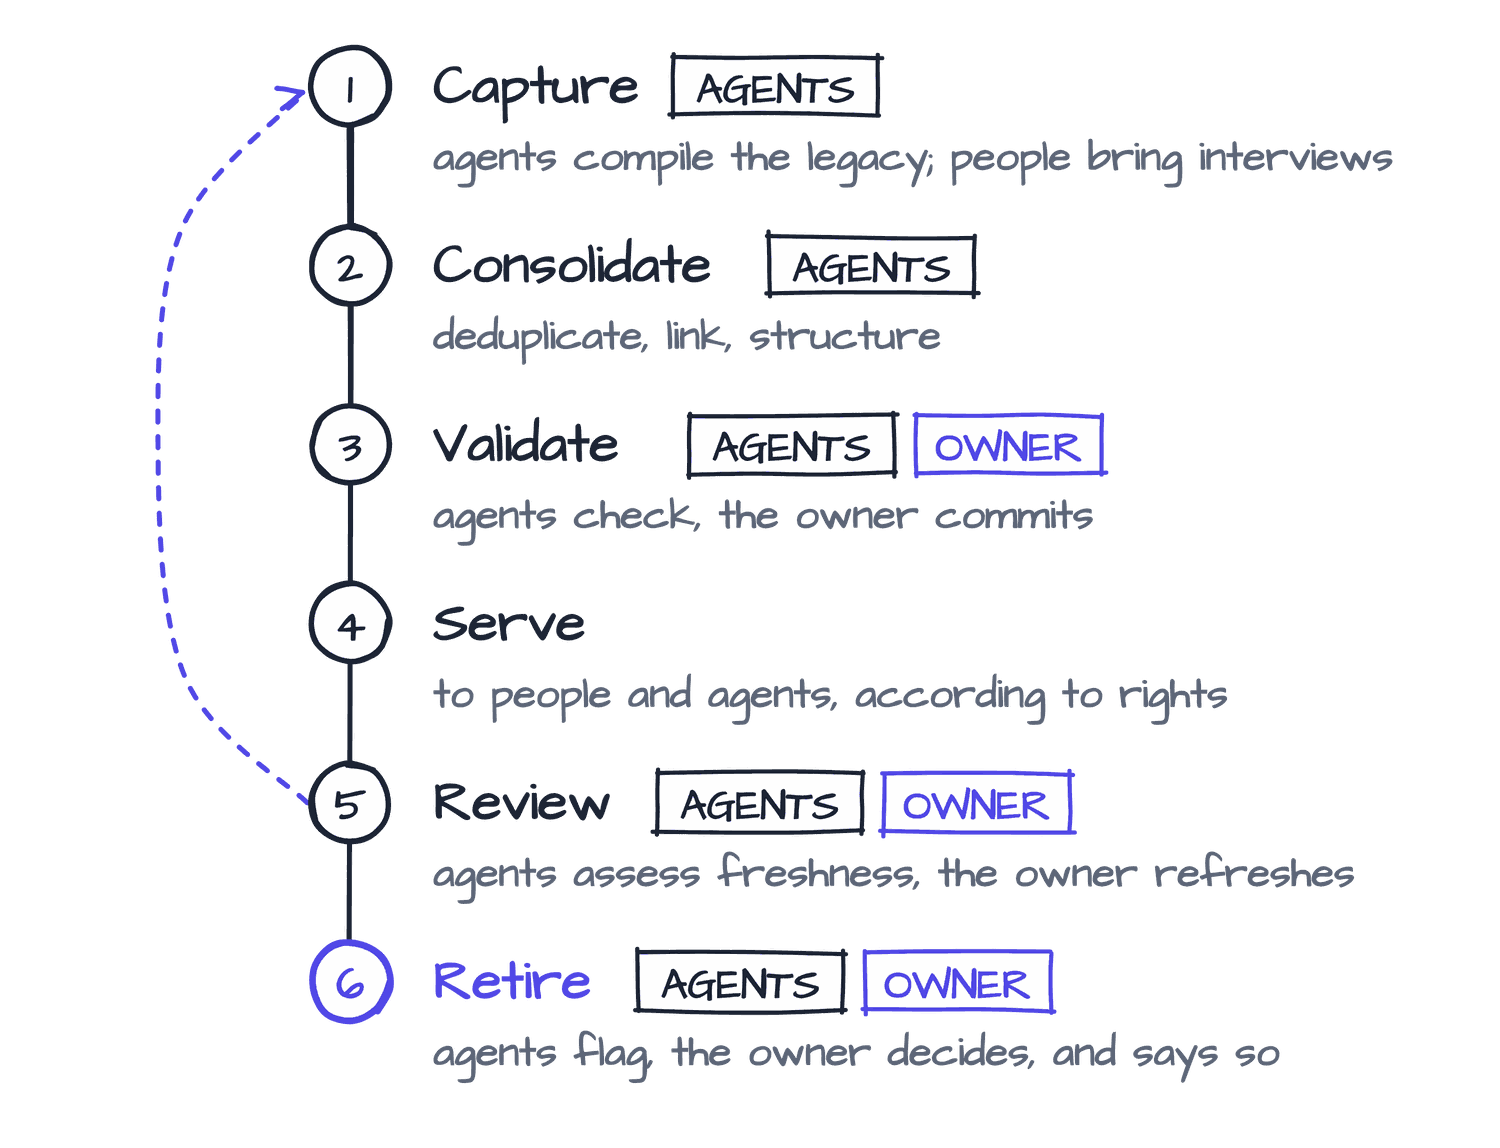 1 Capture AGENTS
agents compile the legacy; people bring interviews
2 Consolidate AGENTS
deduplicate, link, structure
3 Validate AGENTS OWNER
agents check, the owner commits
4 Serve
to people and agents, according to rights
5 Review AGENTS OWNER
agents assess freshness, the owner refreshes
6 Retire AGENTS OWNER
agents flag, the owner decides, and says so